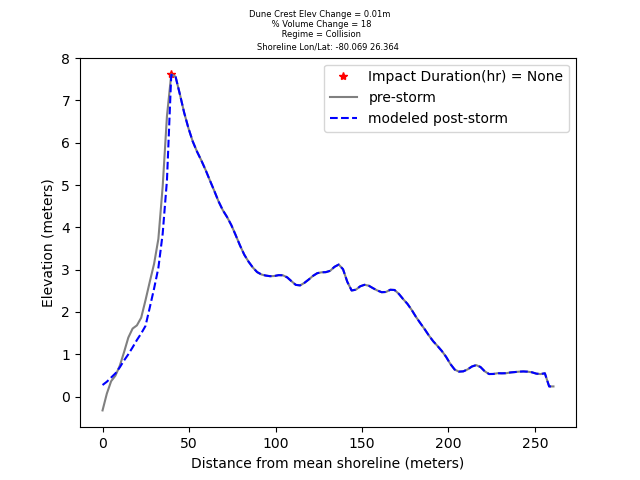 Dune Crest Elev Change = 0.01m
% Volume Change = 18
Regime = Collision
Shoreline Lon/Lat: -80.069 26.364
Impact Duration(hr) = None
pre-storm
modeled post-storm
8
7
6
5
4
3
2
1
0
Elevation (meters)
0 50 100 150 200 250
Distance from mean shoreline (meters)